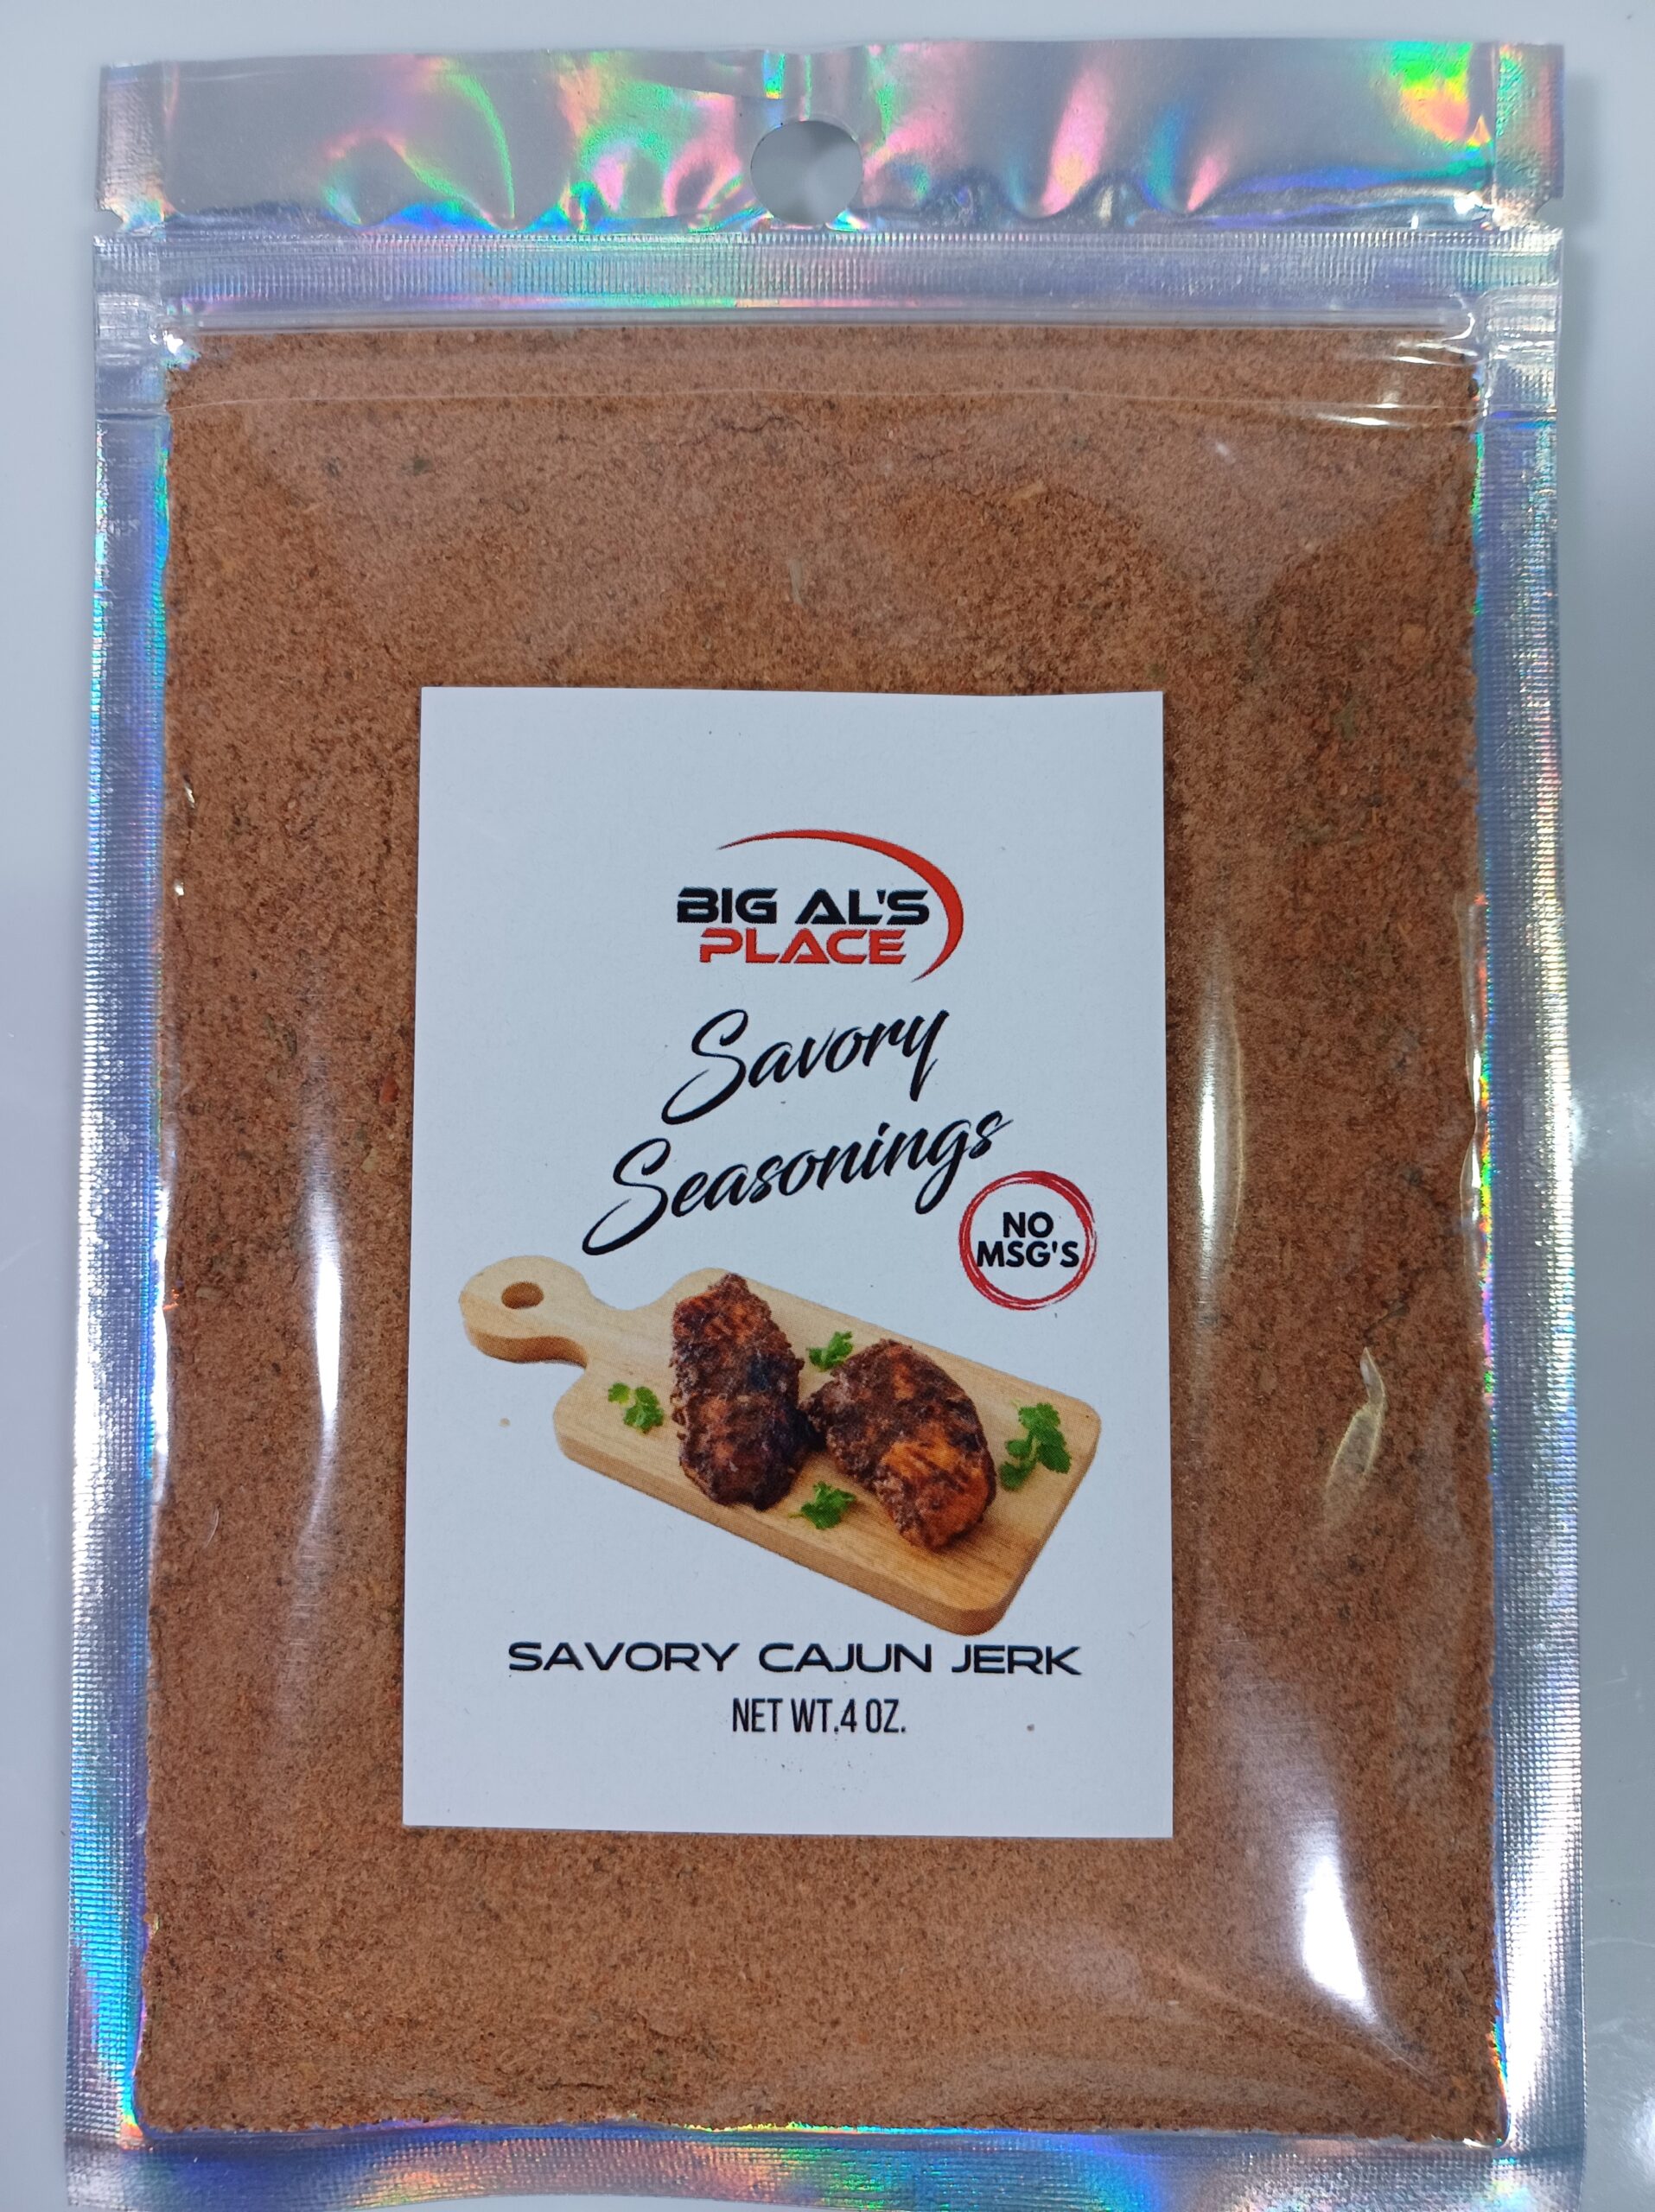 BIG AL'S
PLACE
Savory
Seasonings
NO
MSG'S
SAVORY CAJUN JERK
NET WT.4 OZ.